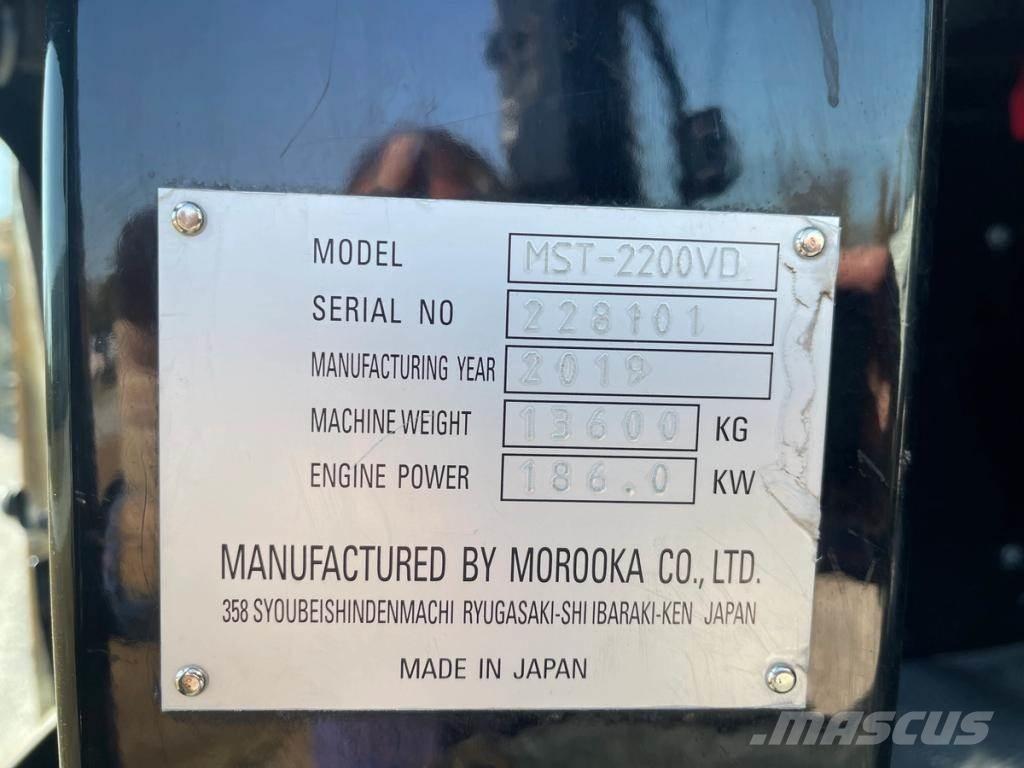 MODEL MST-2200VD
SERIAL NO 228101
MANUFACTURING YEAR 2019
MACHINE WEIGHT 13600 KG
ENGINE POWER 186.0 KW
MANUFACTURED BY MOROOKA CO., LTD.
358 SYOUBEISHINDENMACHI RYUGASAKI-SHI IBARAKI-KEN JAPAN
MADE IN JAPAN
MASCUS